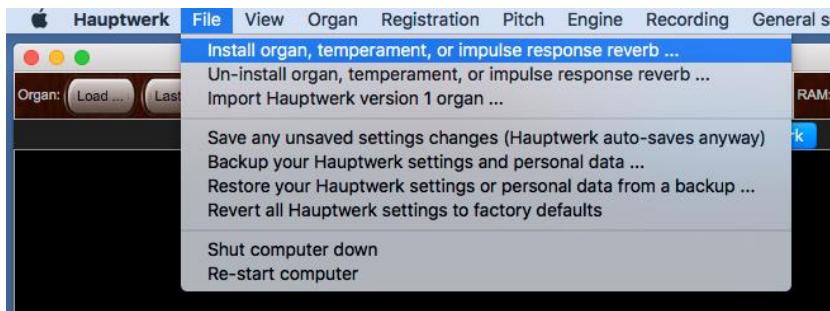 Hauptwerk File View Organ Registration Pitch Engine Recording General s
Install organ, temperament, or impulse response reverb ...
Un-install organ, temperament, or impulse response reverb ...
Import Hauptwerk version 1 organ ...
Organ: Load ... Last RAM:
Save any unsaved settings changes (Hauptwerk auto-saves anyway)
k
Backup your Hauptwerk settings and personal data ...
Restore your Hauptwerk settings or personal data from a backup ...
Revert all Hauptwerk settings to factory defaults
Shut computer down
Re-start computer